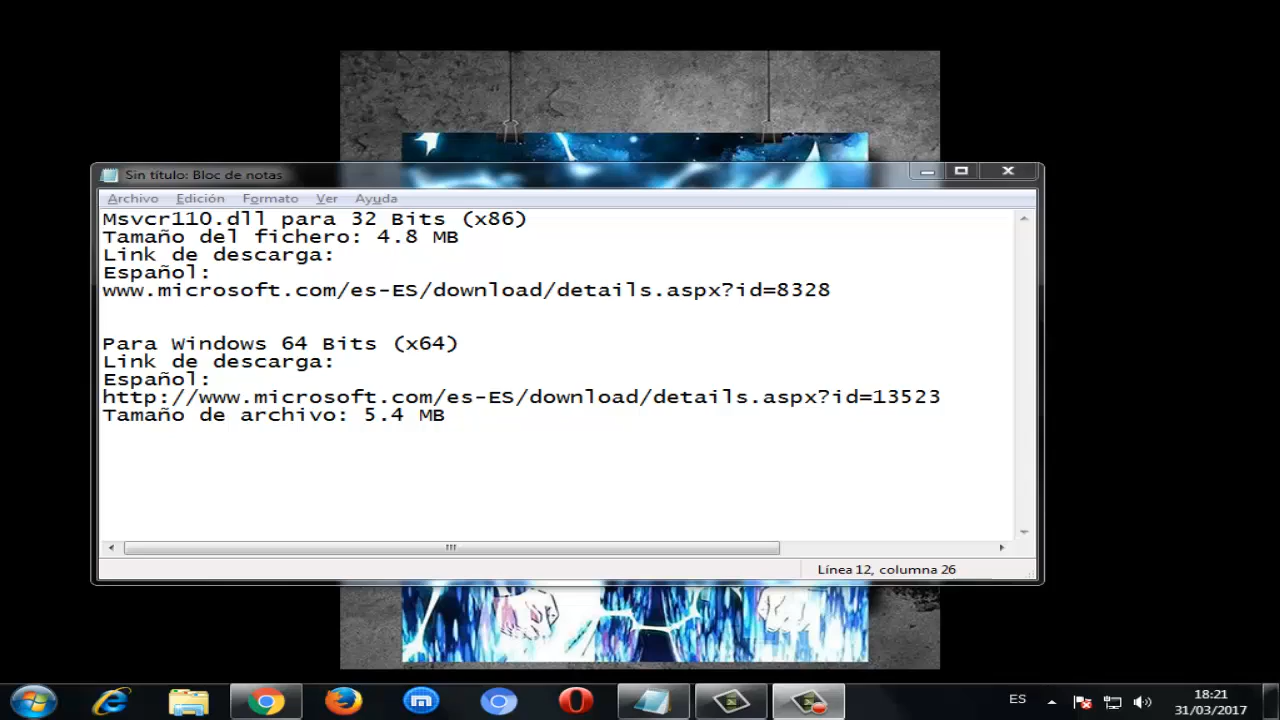 Sin título: Bloc de notas
Archivo Edición Formato Ver Ayuda
Msvcr110.dll para 32 Bits (x86)
Tamaño del fichero: 4.8 MB
Link de descarga:
Español:
www.microsoft.com/es-ES/download/details.aspx?id=8328
Para Windows 64 Bits (x64)
Link de descarga:
Español:
http://www.microsoft.com/es-ES/download/details.aspx?id=13523
Tamaño de archivo: 5.4 MB
Línea 12, columna 26
ES
18:21
31/03/2017